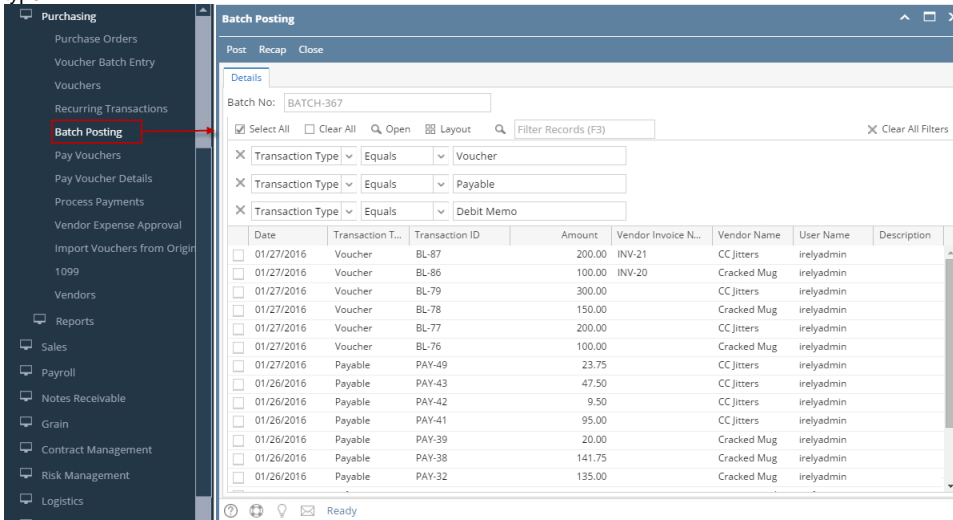 Purchasing
Purchase Orders
Voucher Batch Entry
Vouchers
Recurring Transactions
Batch Posting
Pay Vouchers
Pay Voucher Details
Process Payments
Vendor Expense Approval
Import Vouchers from Origin
1099
Vendors
Reports
Sales
Payroll
Notes Receivable
Grain
Contract Management
Risk Management
Logistics
Batch Posting
Post Recap Close
Details
Batch No: BATCH-367
Select All Clear All Open Layout Filter Records (F3) Clear All Filters
Transaction Type Equals Voucher
Transaction Type Equals Payable
Transaction Type Equals Debit Memo
Date Transaction T... Transaction ID Amount Vendor Invoice N... Vendor Name User Name Description
01/27/2016 Voucher BL-87 200.00 INV-21 CC Jitters irelyadmin
01/27/2016 Voucher BL-86 100.00 INV-20 Cracked Mug irelyadmin
01/27/2016 Voucher BL-79 300.00 CC Jitters irelyadmin
01/27/2016 Voucher BL-78 150.00 Cracked Mug irelyadmin
01/27/2016 Voucher BL-77 200.00 CC Jitters irelyadmin
01/27/2016 Voucher BL-76 100.00 Cracked Mug irelyadmin
01/27/2016 Payable PAY-49 23.75 CC Jitters irelyadmin
01/26/2016 Payable PAY-43 47.50 CC Jitters irelyadmin
01/26/2016 Payable PAY-42 9.50 CC Jitters irelyadmin
01/26/2016 Payable PAY-41 95.00 CC Jitters irelyadmin
01/26/2016 Payable PAY-39 20.00 Cracked Mug irelyadmin
01/26/2016 Payable PAY-38 141.75 Cracked Mug irelyadmin
01/26/2016 Payable PAY-32 135.00 Cracked Mug irelyadmin
Ready